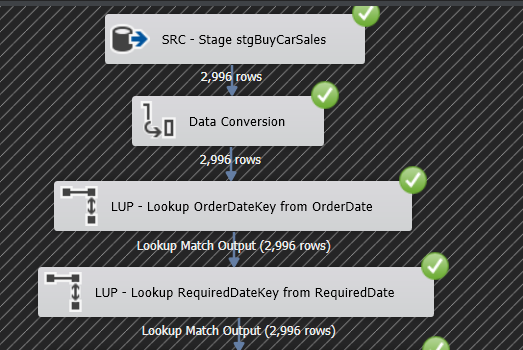 SRC - Stage stgBuyCarSales
2,996 rows
Data Conversion
2,996 rows
LUP - Lookup OrderDateKey from OrderDate
Lookup Match Output (2,996 rows)
LUP - Lookup RequiredDateKey from RequiredDate
Lookup Match Output (2,996 rows)